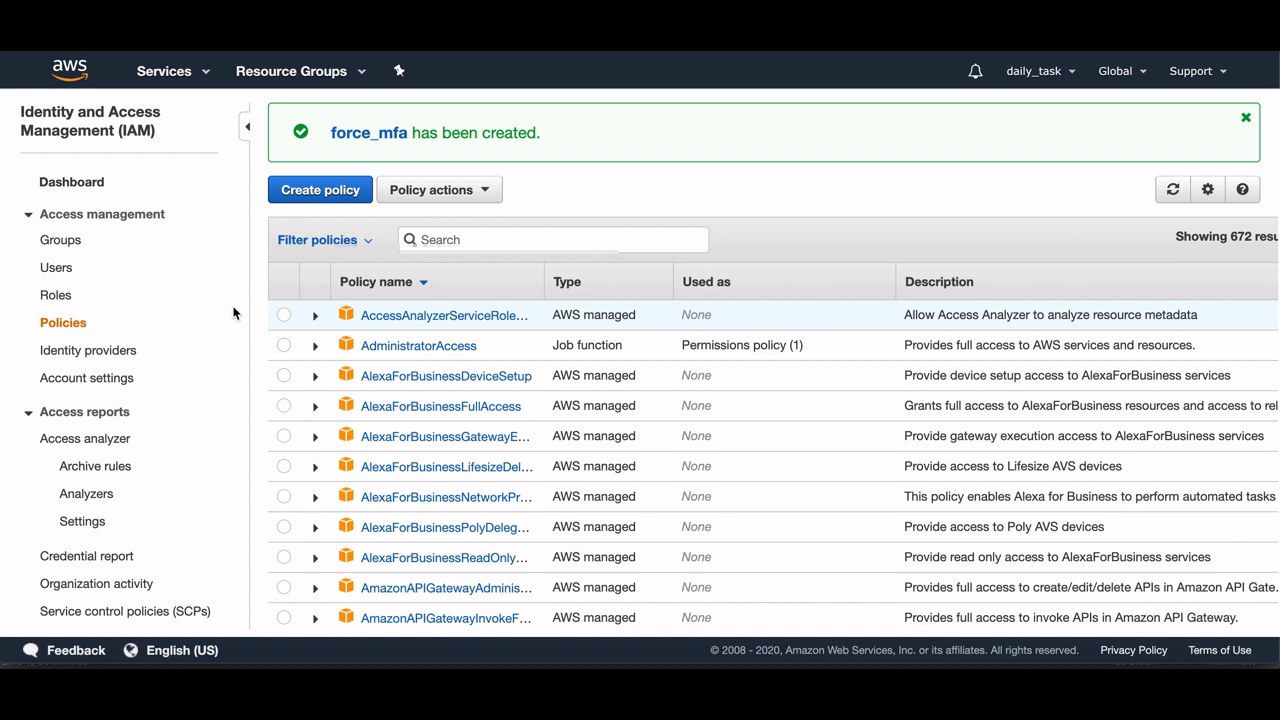 aws Services Resource Groups daily_task Global Support
Identity and Access
Management (IAM)
Dashboard
Access management
Groups
Users
Roles
Policies
Identity providers
Account settings
Access reports
Access analyzer
Archive rules
Analyzers
Settings
Credential report
Organization activity
Service control policies (SCPs)
force_mfa has been created.
Create policy Policy actions
Filter policies Search Showing 672 resu
Policy name Type Used as Description
AccessAnalyzerServiceRole... AWS managed None Allow Access Analyzer to analyze resource metadata
AdministratorAccess Job function Permissions policy (1) Provides full access to AWS services and resources.
AlexaForBusinessDeviceSetup AWS managed None Provide device setup access to AlexaForBusiness services
AlexaForBusinessFullAccess AWS managed None Grants full access to AlexaForBusiness resources and access to rel
AlexaForBusinessGatewayE... AWS managed None Provide gateway execution access to AlexaForBusiness services
AlexaForBusinessLifesizeDel... AWS managed None Provide access to Lifesize AVS devices
AlexaForBusinessNetworkPr... AWS managed None This policy enables Alexa for Business to perform automated tasks
AlexaForBusinessPolyDeleg... AWS managed None Provide access to Poly AVS devices
AlexaForBusinessReadOnly... AWS managed None Provide read only access to AlexaForBusiness services
AmazonAPIGatewayAdminis... AWS managed None Provides full access to create/edit/delete APIs in Amazon API Gate.
AmazonAPIGatewayInvokeF... AWS managed None Provides full access to invoke APIs in Amazon API Gateway.
Feedback English (US) © 2008 - 2020, Amazon Web Services, Inc. or its affiliates. All rights reserved. Privacy Policy Terms of Use